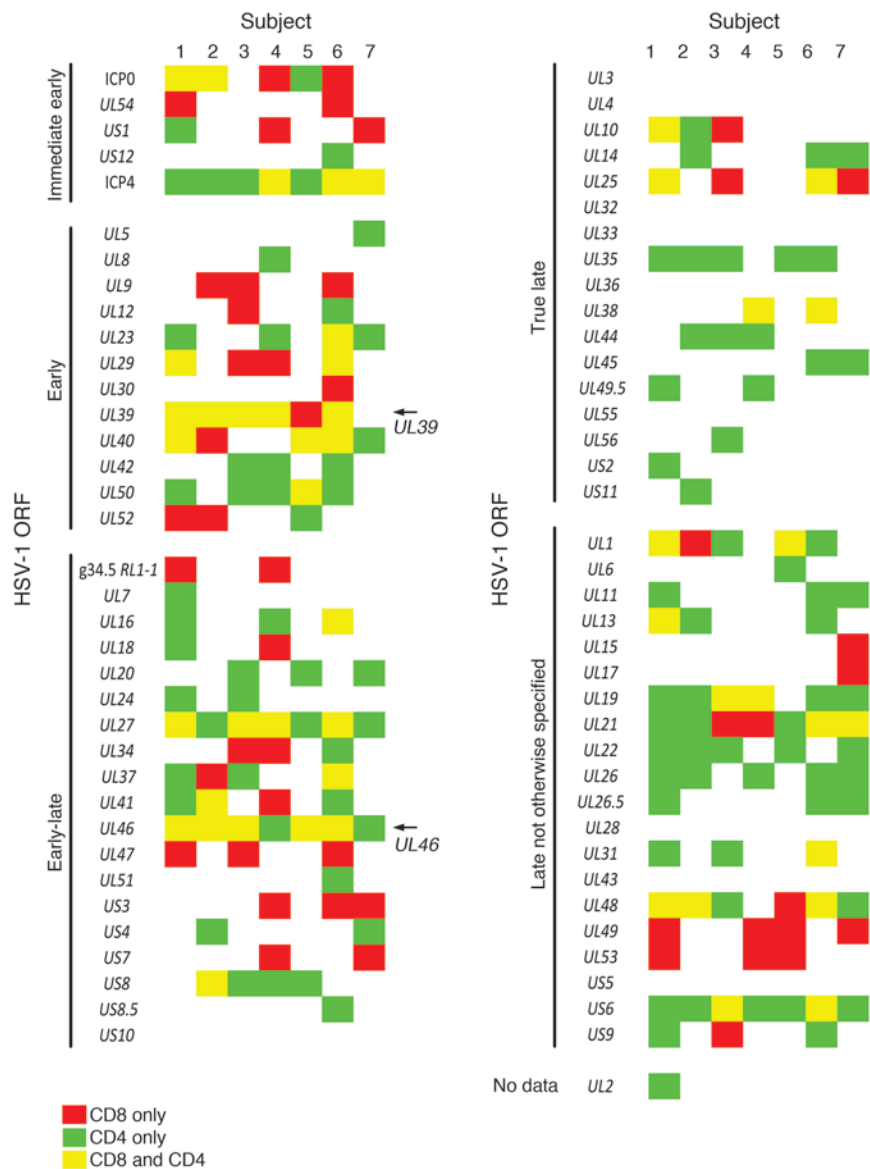 Subject
1 2 3 4 5 6 7
Immediate early
ICP0
UL54
US1
US12
ICP4
Early
UL5
UL8
UL9
UL12
UL23
UL29
UL30
UL39
UL39
UL40
UL42
UL50
UL52
HSV-1 ORF
Early-late
g34.5 RL1-1
UL7
UL16
UL18
UL20
UL24
UL27
UL34
UL37
UL41
UL46
UL46
UL47
UL51
US3
US4
US7
US8
US8.5
US10
CD8 only
CD4 only
CD8 and CD4
Subject
1 2 3 4 5 6 7
True late
UL3
UL4
UL10
UL14
UL25
UL32
UL33
UL35
UL36
UL38
UL44
UL45
UL49.5
UL55
UL56
US2
US11
HSV-1 ORF
Late not otherwise specified
UL1
UL6
UL11
UL13
UL15
UL17
UL19
UL21
UL22
UL26
UL26.5
UL28
UL31
UL43
UL48
UL49
UL53
US5
US6
US9
No data UL2